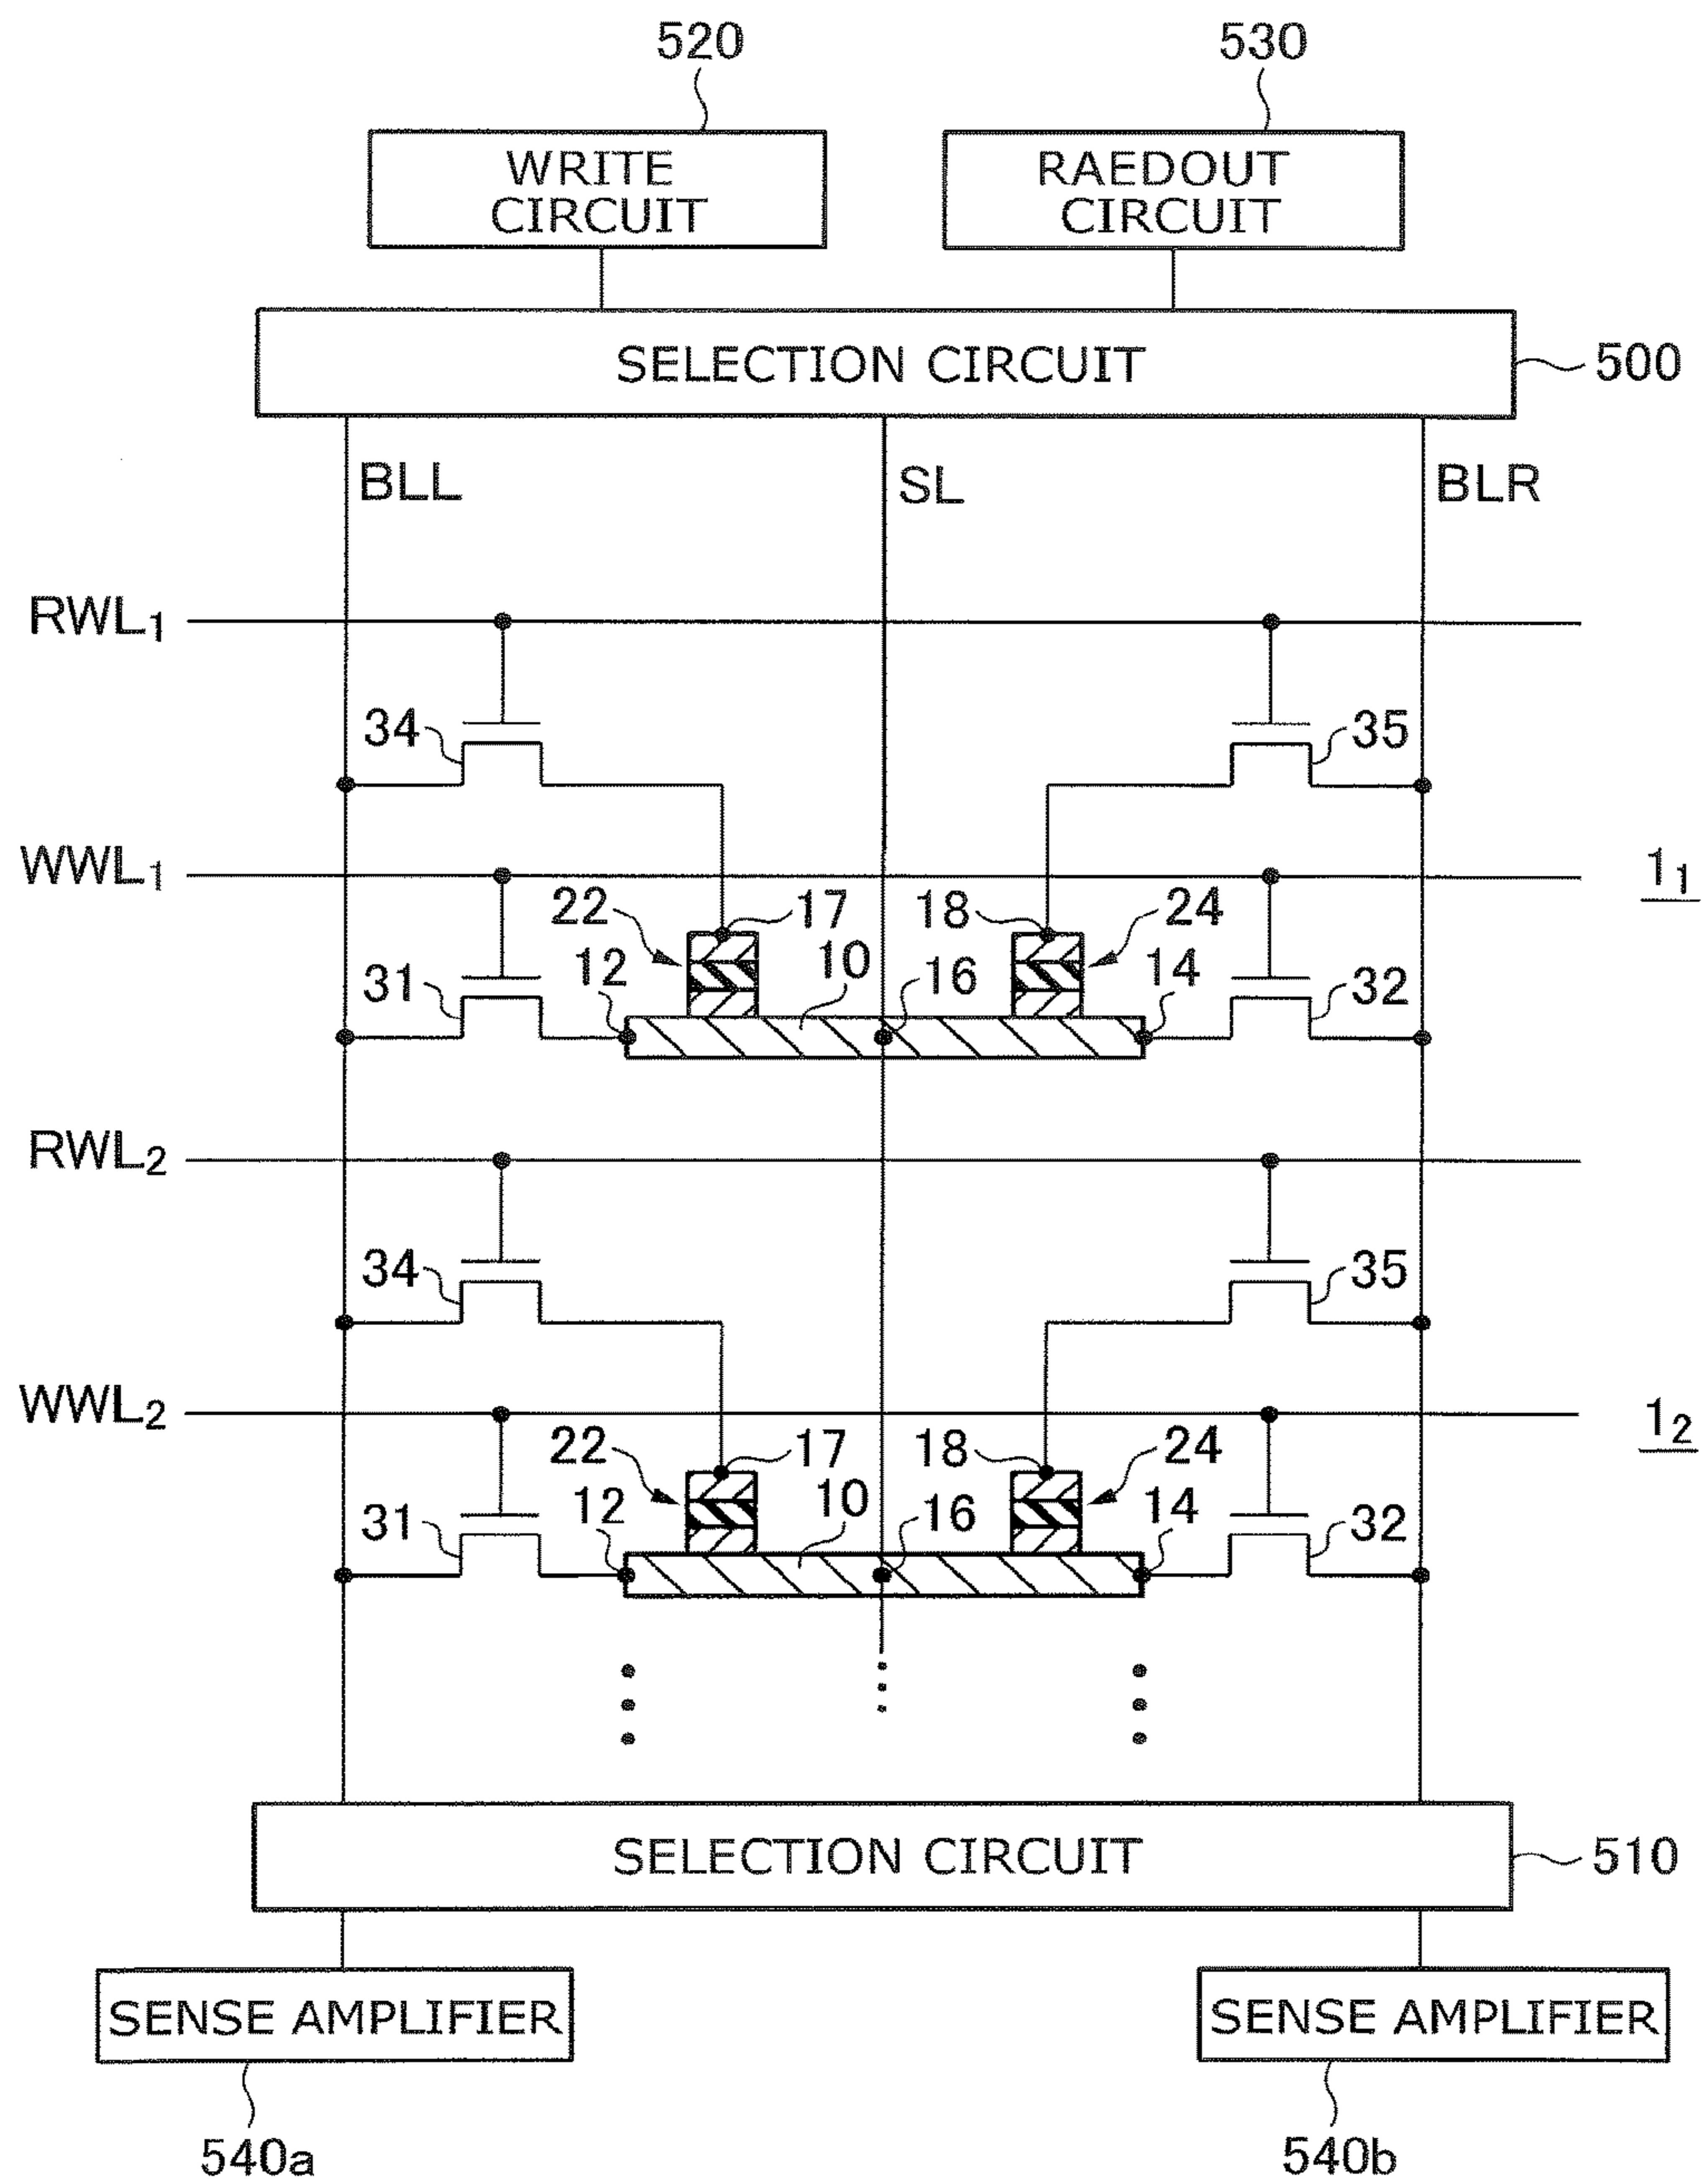 520
530
WRITE
CIRCUIT
RAEDOUT
CIRCUIT
SELECTION CIRCUIT
500
BLL
SL
BLR
RWL₁
34
35
WWL₁
1₁
22
17
18
24
12
10
16
14
31
32
RWL₂
34
35
WWL₂
1₂
22
17
18
24
12
10
16
14
31
32
SELECTION CIRCUIT
510
SENSE AMPLIFIER
SENSE AMPLIFIER
540a
540b